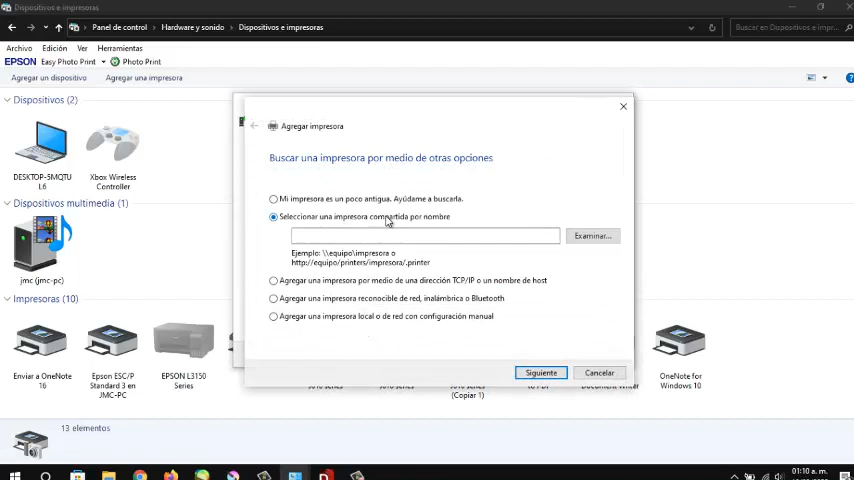 Dispositivos e impresoras
Panel de control > Hardware y sonido > Dispositivos e impresoras
Buscar en Dispositivos e impr...
Archivo Edición Ver Herramientas
EPSON Easy Photo Print Photo Print
Agregar un dispositivo Agregar una impresora
Dispositivos (2)
DESKTOP-5MQTU
L6
Xbox Wireless
Controller
Dispositivos multimedia (1)
jmc (jmc-pc)
Impresoras (10)
Enviar a OneNote
16
Epson ESC/P
Standard 3 en
JMC-PC
EPSON L3150
Series
(Copiar 1)
OneNote for
Windows 10
13 elementos
Agregar impresora
Buscar una impresora por medio de otras opciones
Mi impresora es un poco antigua. Ayúdame a buscarla.
Seleccionar una impresora compartida por nombre
Examinar...
Ejemplo: \\equipo\impresora o
http://equipo/printers/impresora/.printer
Agregar una impresora por medio de una dirección TCP/IP o un nombre de host
Agregar una impresora reconocible de red, inalámbrica o Bluetooth
Agregar una impresora local o de red con configuración manual
Siguiente Cancelar
01:10 a. m.